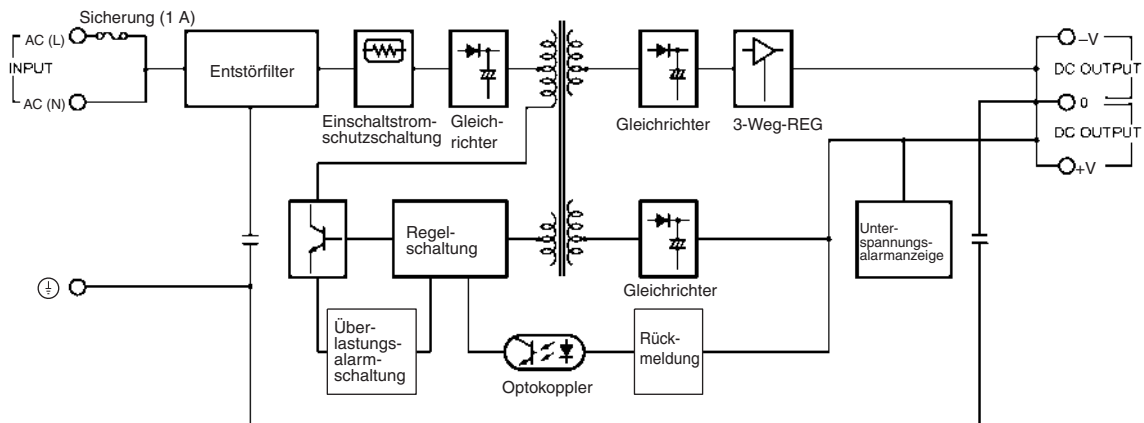 Sicherung (1 A)
AC (L)
INPUT
AC (N)
Entstörfilter
Einschaltstrom-
schutzschaltung
Gleich-
richter
Gleichrichter
3-Weg-REG
–V
DC OUTPUT
0
DC OUTPUT
+V
Regel-
schaltung
Gleichrichter
Unter-
spannungs-
alarmanzeige
Über-
lastungs-
alarm-
schaltung
Optokoppler
Rück-
meldung